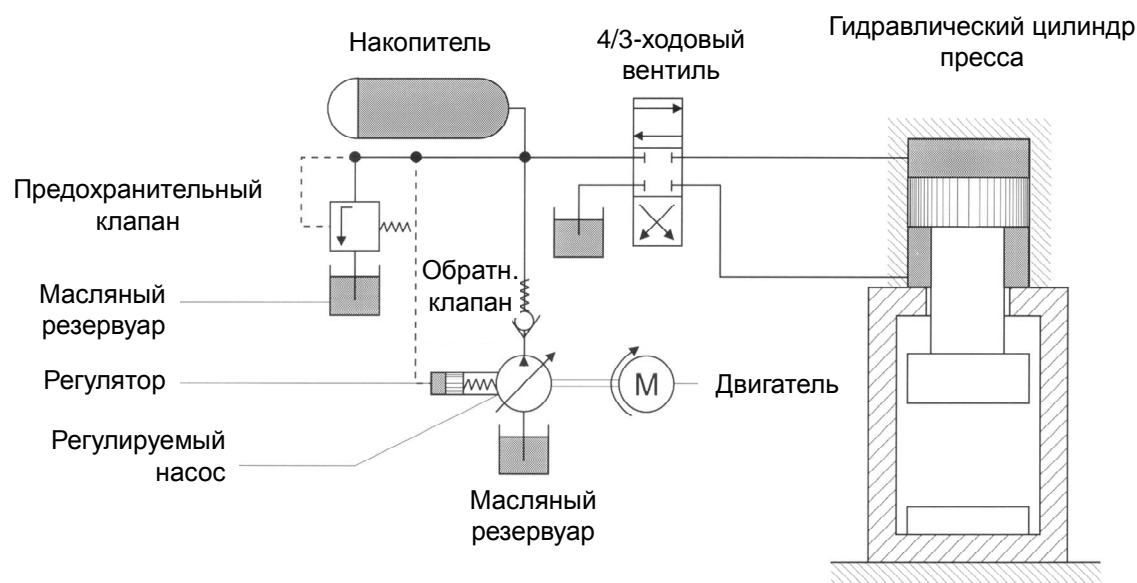 Накопитель
4/3-ходовый
вентиль
Гидравлический цилиндр
пресса
Предохранительный
клапан
Обратн.
клапан
Масляный
резервуар
Регулятор
M
Двигатель
Регулируемый
насос
Масляный
резервуар